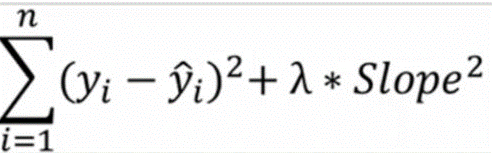 n
∑(yᵢ − ŷᵢ)² + λ * Slope²
i=1